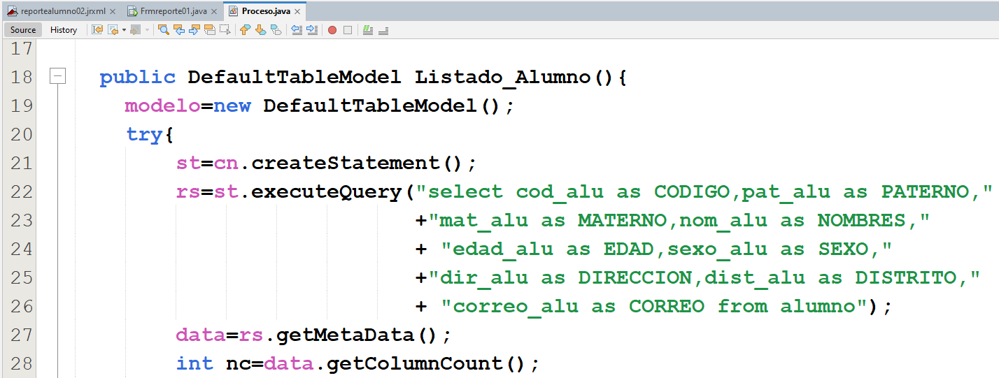 reportealumno02.jrxml Frmreporte01.java Proceso.java
Source History
17
18 public DefaultTableModel Listado_Alumno(){
19 modelo=new DefaultTableModel();
20 try{
21 st=cn.createStatement();
22 rs=st.executeQuery("select cod_alu as CODIGO,pat_alu as PATERNO,"
23 +"mat_alu as MATERNO,nom_alu as NOMBRES,"
24 + "edad_alu as EDAD,sexo_alu as SEXO,"
25 +"dir_alu as DIRECCION,dist_alu as DISTRITO,"
26 + "correo_alu as CORREO from alumno");
27 data=rs.getMetaData();
28 int nc=data.getColumnCount();